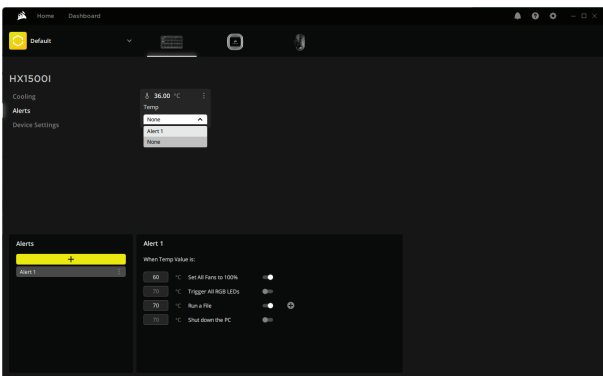 Home Dashboard
Default
HX1500I
Cooling
Alerts
Device Settings
36.00 °C
Temp
None
Alert 1
None
Alerts
+
Alert 1
Alert 1
When Temp Value is:
60 °C Set All Fans to 100%
70 °C Trigger All RGB LEDs
70 °C Run a File
70 °C Shut down the PC